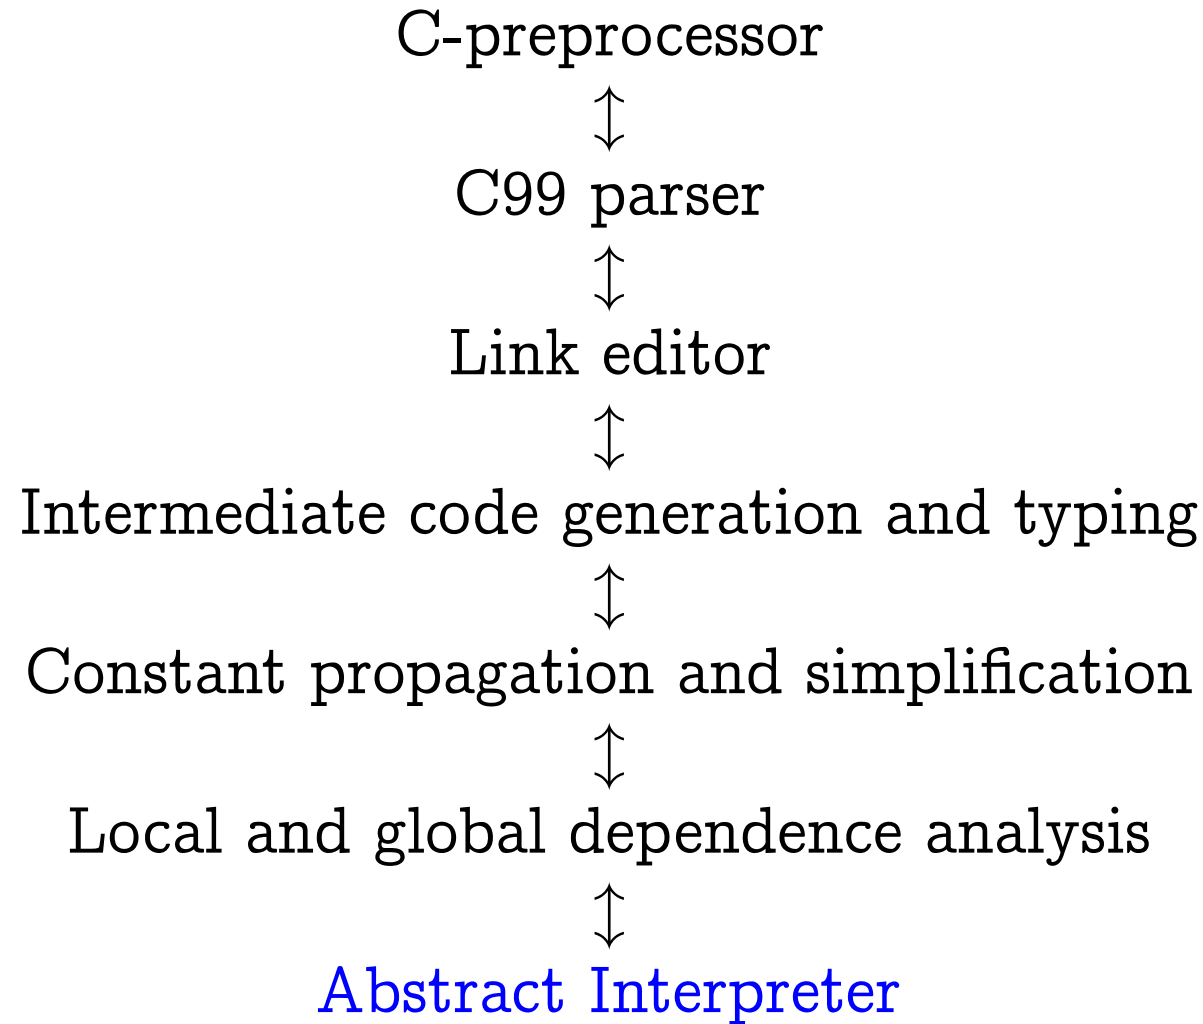 C-preprocessor
C99 parser
Link editor
Intermediate code generation and typing
Constant propagation and simplification
Local and global dependence analysis
Abstract Interpreter